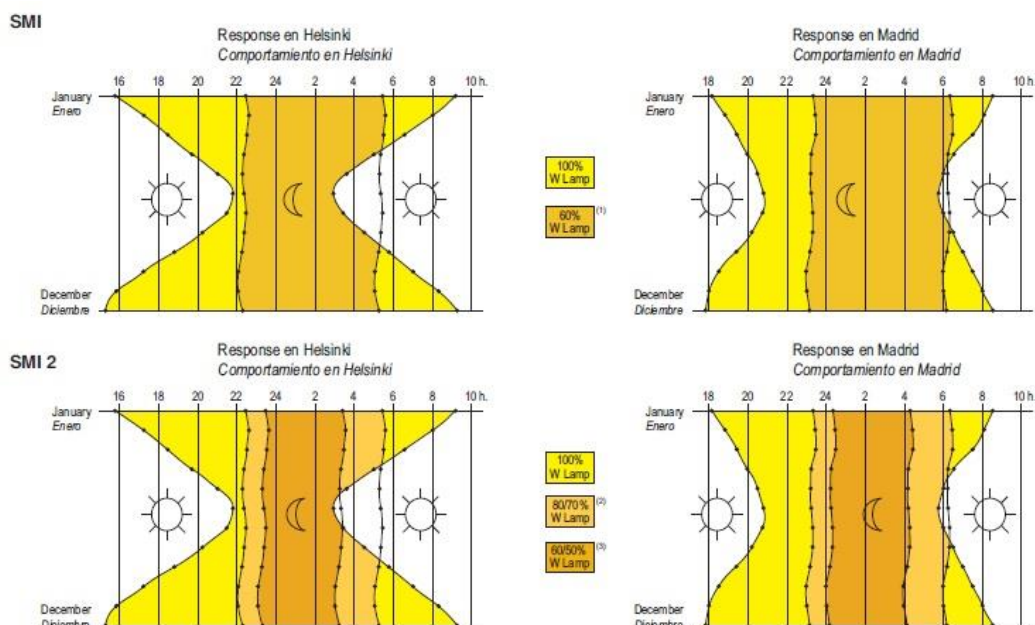 SMI
Response en Helsinki
Comportamiento en Helsinki
16 18 20 22 24 2 4 6 8 10 h.
January
Enero
December
Diciembre
100%
W Lamp
60% (1)
W Lamp
Response en Madrid
Comportamiento en Madrid
18 20 22 24 2 4 6 8 10 h.
January
Enero
December
Diciembre
SMI 2
Response en Helsinki
Comportamiento en Helsinki
16 18 20 22 24 2 4 6 8 10 h.
January
Enero
December
Diciembre
100%
W Lamp
80/70% (2)
W Lamp
60/50% (3)
W Lamp
Response en Madrid
Comportamiento en Madrid
18 20 22 24 2 4 6 8 10 h.
January
Enero
December
Diciembre